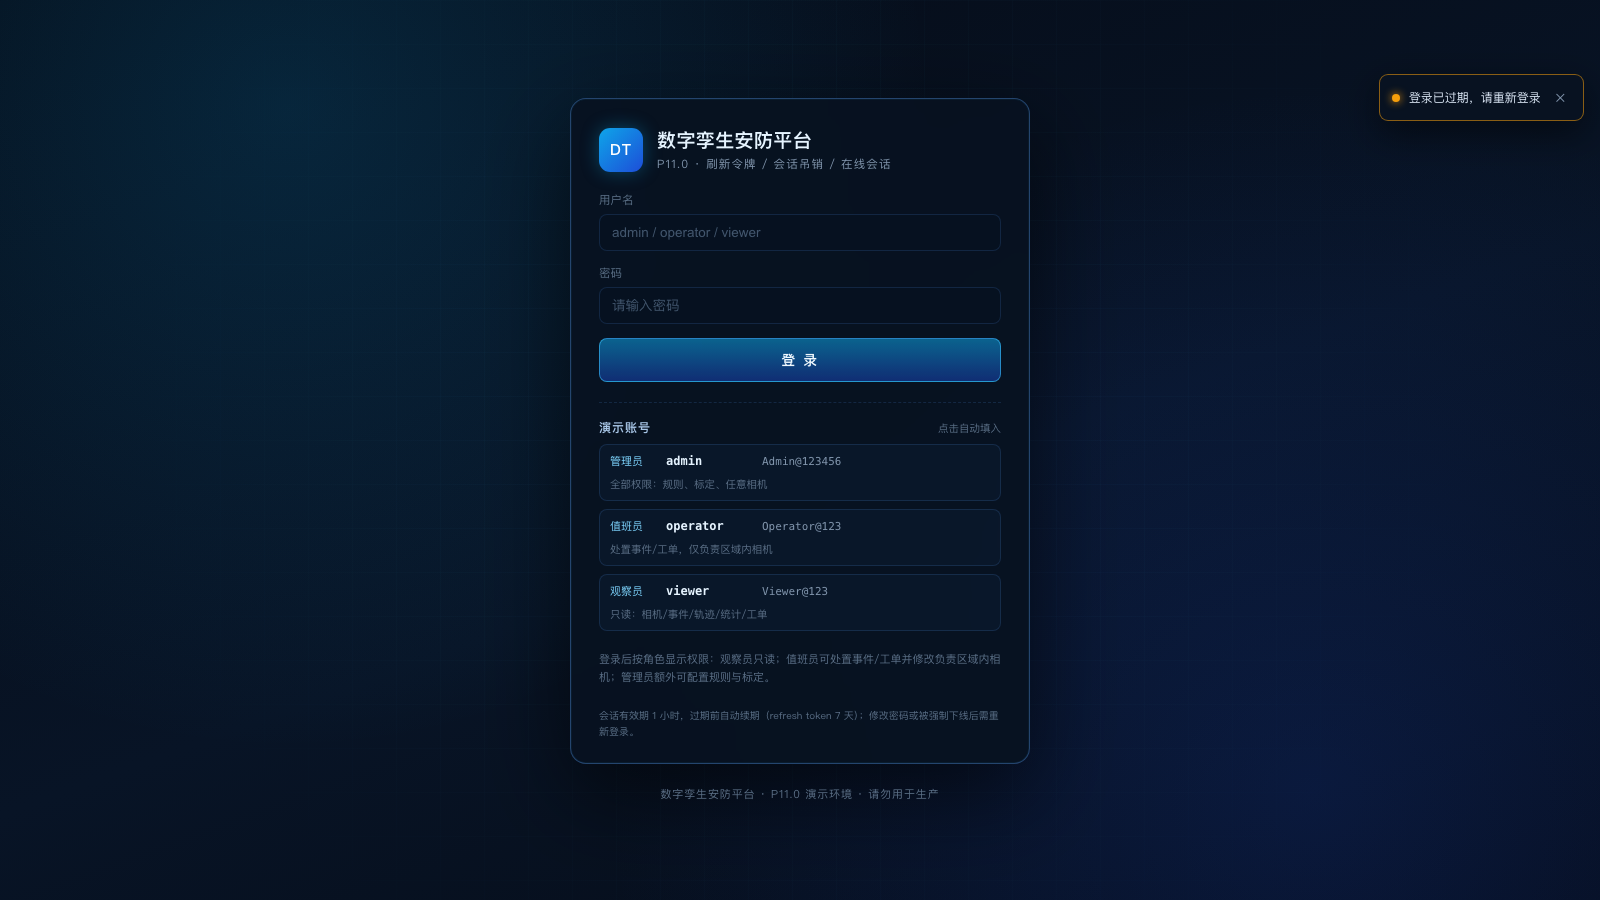 登录已过期，请重新登录
DT
数字孪生安防平台
P11.0 · 刷新令牌 / 会话吊销 / 在线会话
用户名
admin / operator / viewer
密码
请输入密码
登 录
演示账号 点击自动填入
管理员 admin Admin@123456
全部权限：规则、标定、任意相机
值班员 operator Operator@123
处置事件/工单，仅负责区域内相机
观察员 viewer Viewer@123
只读：相机/事件/轨迹/统计/工单
登录后按角色显示权限：观察员只读；值班员可处置事件/工单并修改负责区域内相
机；管理员额外可配置规则与标定。
会话有效期 1 小时，过期前自动续期（refresh token 7 天）；修改密码或被强制下线后需重
新登录。
数字孪生安防平台 · P11.0 演示环境 · 请勿用于生产